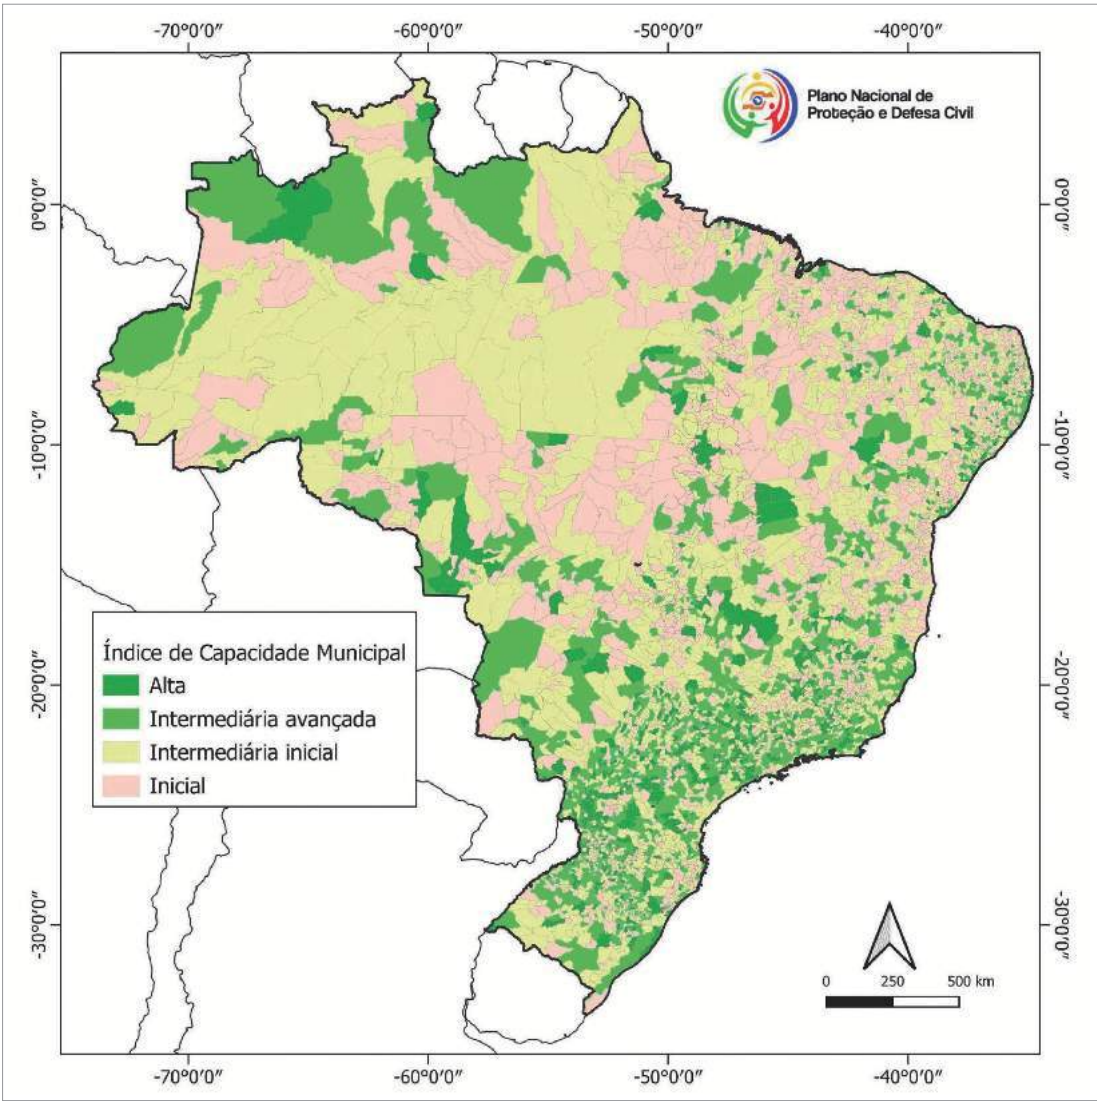 -70°0'0"
-60°0'0"
-50°0'0"
-40°0'0"
Plano Nacional de
Proteção e Defesa Civil
0°0'0"
0°0'0"
-10°0'0"
-10°0'0"
-20°0'0"
-20°0'0"
Índice de Capacidade Municipal
Alta
Intermediária avançada
Intermediária inicial
Inicial
-30°0'0"
-30°0'0"
0 250 500 km
-70°0'0"
-60°0'0"
-50°0'0"
-40°0'0"